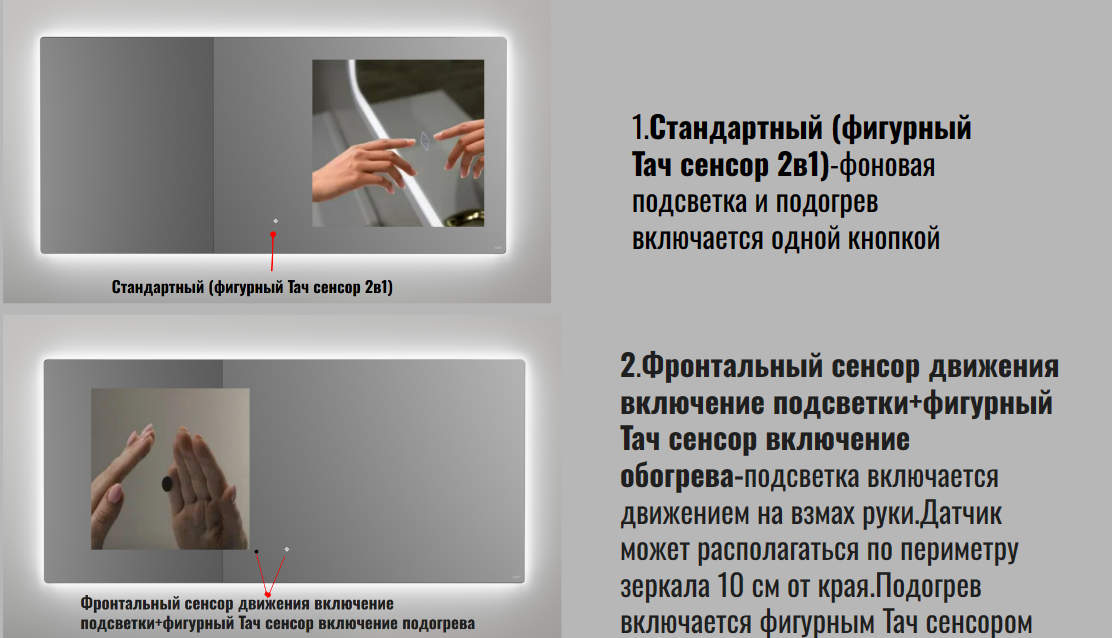 1.Стандартный (фигурный
Тач сенсор 2в1)-фоновая
подсветка и подогрев
включается одной кнопкой
Стандартный (фигурный Тач сенсор 2в1)
2.Фронтальный сенсор движения
включение подсветки+фигурный
Тач сенсор включение
обогрева-подсветка включается
движением на взмах руки.Датчик
может располагаться по периметру
зеркала 10 см от края.Подогрев
включается фигурным Тач сенсором
Фронтальный сенсор движения включение
подсветки+фигурный Тач сенсор включение подогрева